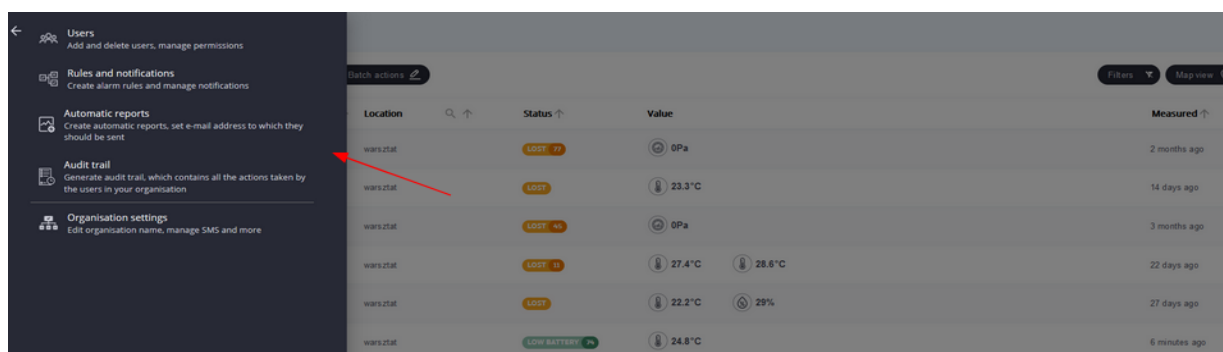 Users
Add and delete users, manage permissions
Rules and notifications
Create alarm rules and manage notifications
Automatic reports
Create automatic reports, set e-mail address to which they
should be sent
Audit trail
Generate audit trail, which contains all the actions taken by
the users in your organisation
Organisation settings
Edit organisation name, manage SMS and more
Batch actions
Filters Map view
Location Status Value Measured
warsztat LOST 77 0Pa 2 months ago
warsztat LOST 23.3°C 14 days ago
warsztat LOST 0Pa 3 months ago
warsztat LOST 27.4°C 28.6°C 22 days ago
warsztat LOST 22.2°C 29% 27 days ago
warsztat LOW BATTERY 24.8°C 6 minutes ago